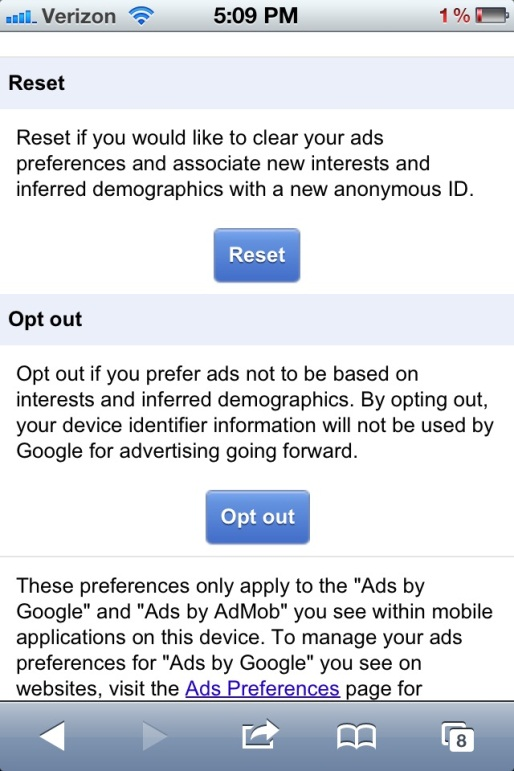 Verizon 5:09 PM 1 %
Reset
Reset if you would like to clear your ads
preferences and associate new interests and
inferred demographics with a new anonymous ID.
Reset
Opt out
Opt out if you prefer ads not to be based on
interests and inferred demographics. By opting out,
your device identifier information will not be used by
Google for advertising going forward.
Opt out
These preferences only apply to the "Ads by
Google" and "Ads by AdMob" you see within mobile
applications on this device. To manage your ads
preferences for "Ads by Google" you see on
websites, visit the Ads Preferences page for
8